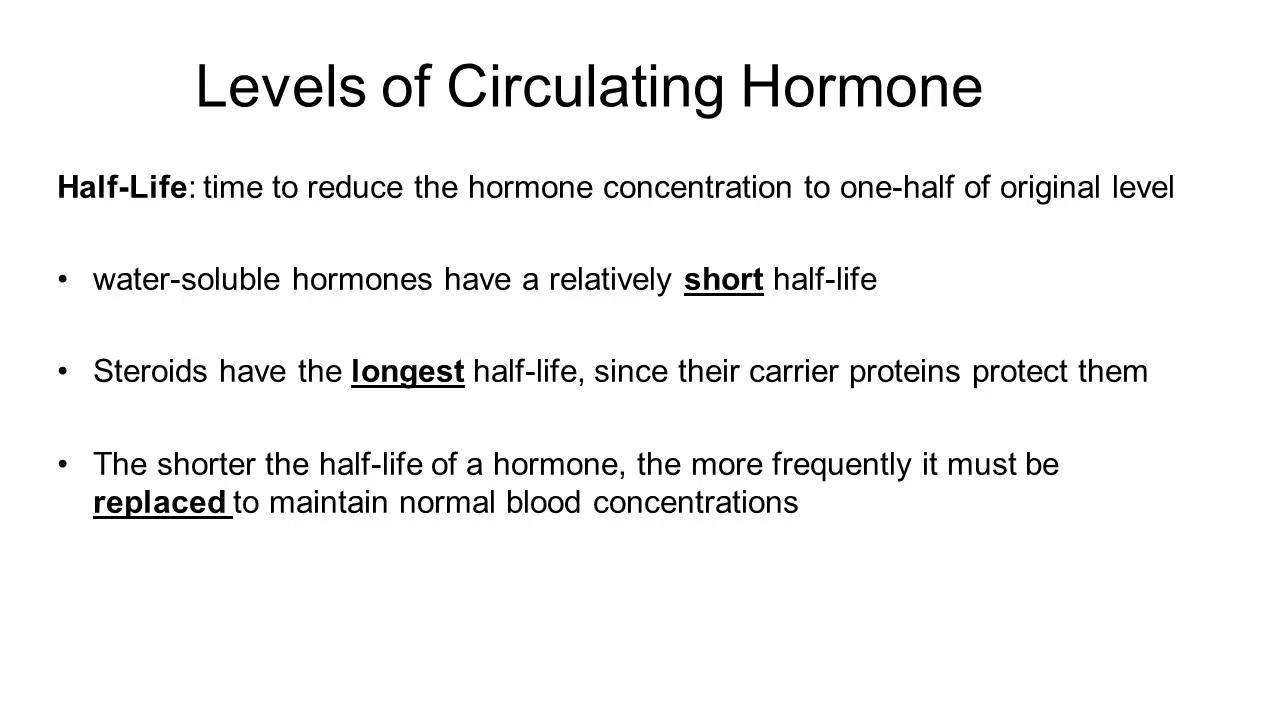 Levels of Circulating Hormone
Half-Life: time to reduce the hormone concentration to one-half of original level
• water-soluble hormones have a relatively short half-life
• Steroids have the longest half-life, since their carrier proteins protect them
• The shorter the half-life of a hormone, the more frequently it must be
replaced to maintain normal blood concentrations